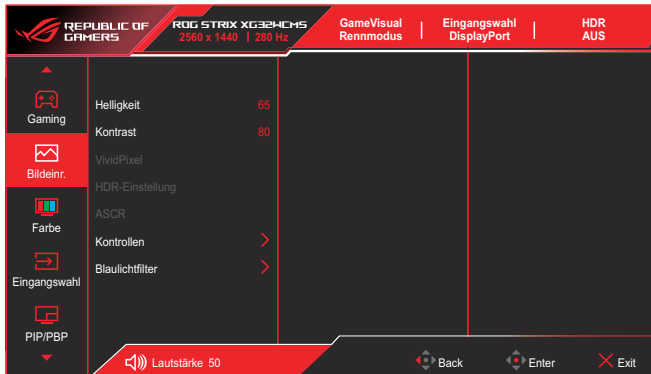 REPUBLIC OF
GAMERS
ROG STRIX XG32WCMS
2560 x 1440 | 280 Hz
GameVisual
Rennmodus
Eingangswahl
DisplayPort
HDR
AUS
Gaming
Bildeinr.
Farbe
Eingangswahl
PIP/PBP
Helligkeit 65
Kontrast 80
VividPixel
HDR-Einstellung
ASCR
Kontrollen
Blaulichtfilter
Lautstärke 50
Back
Enter
Exit